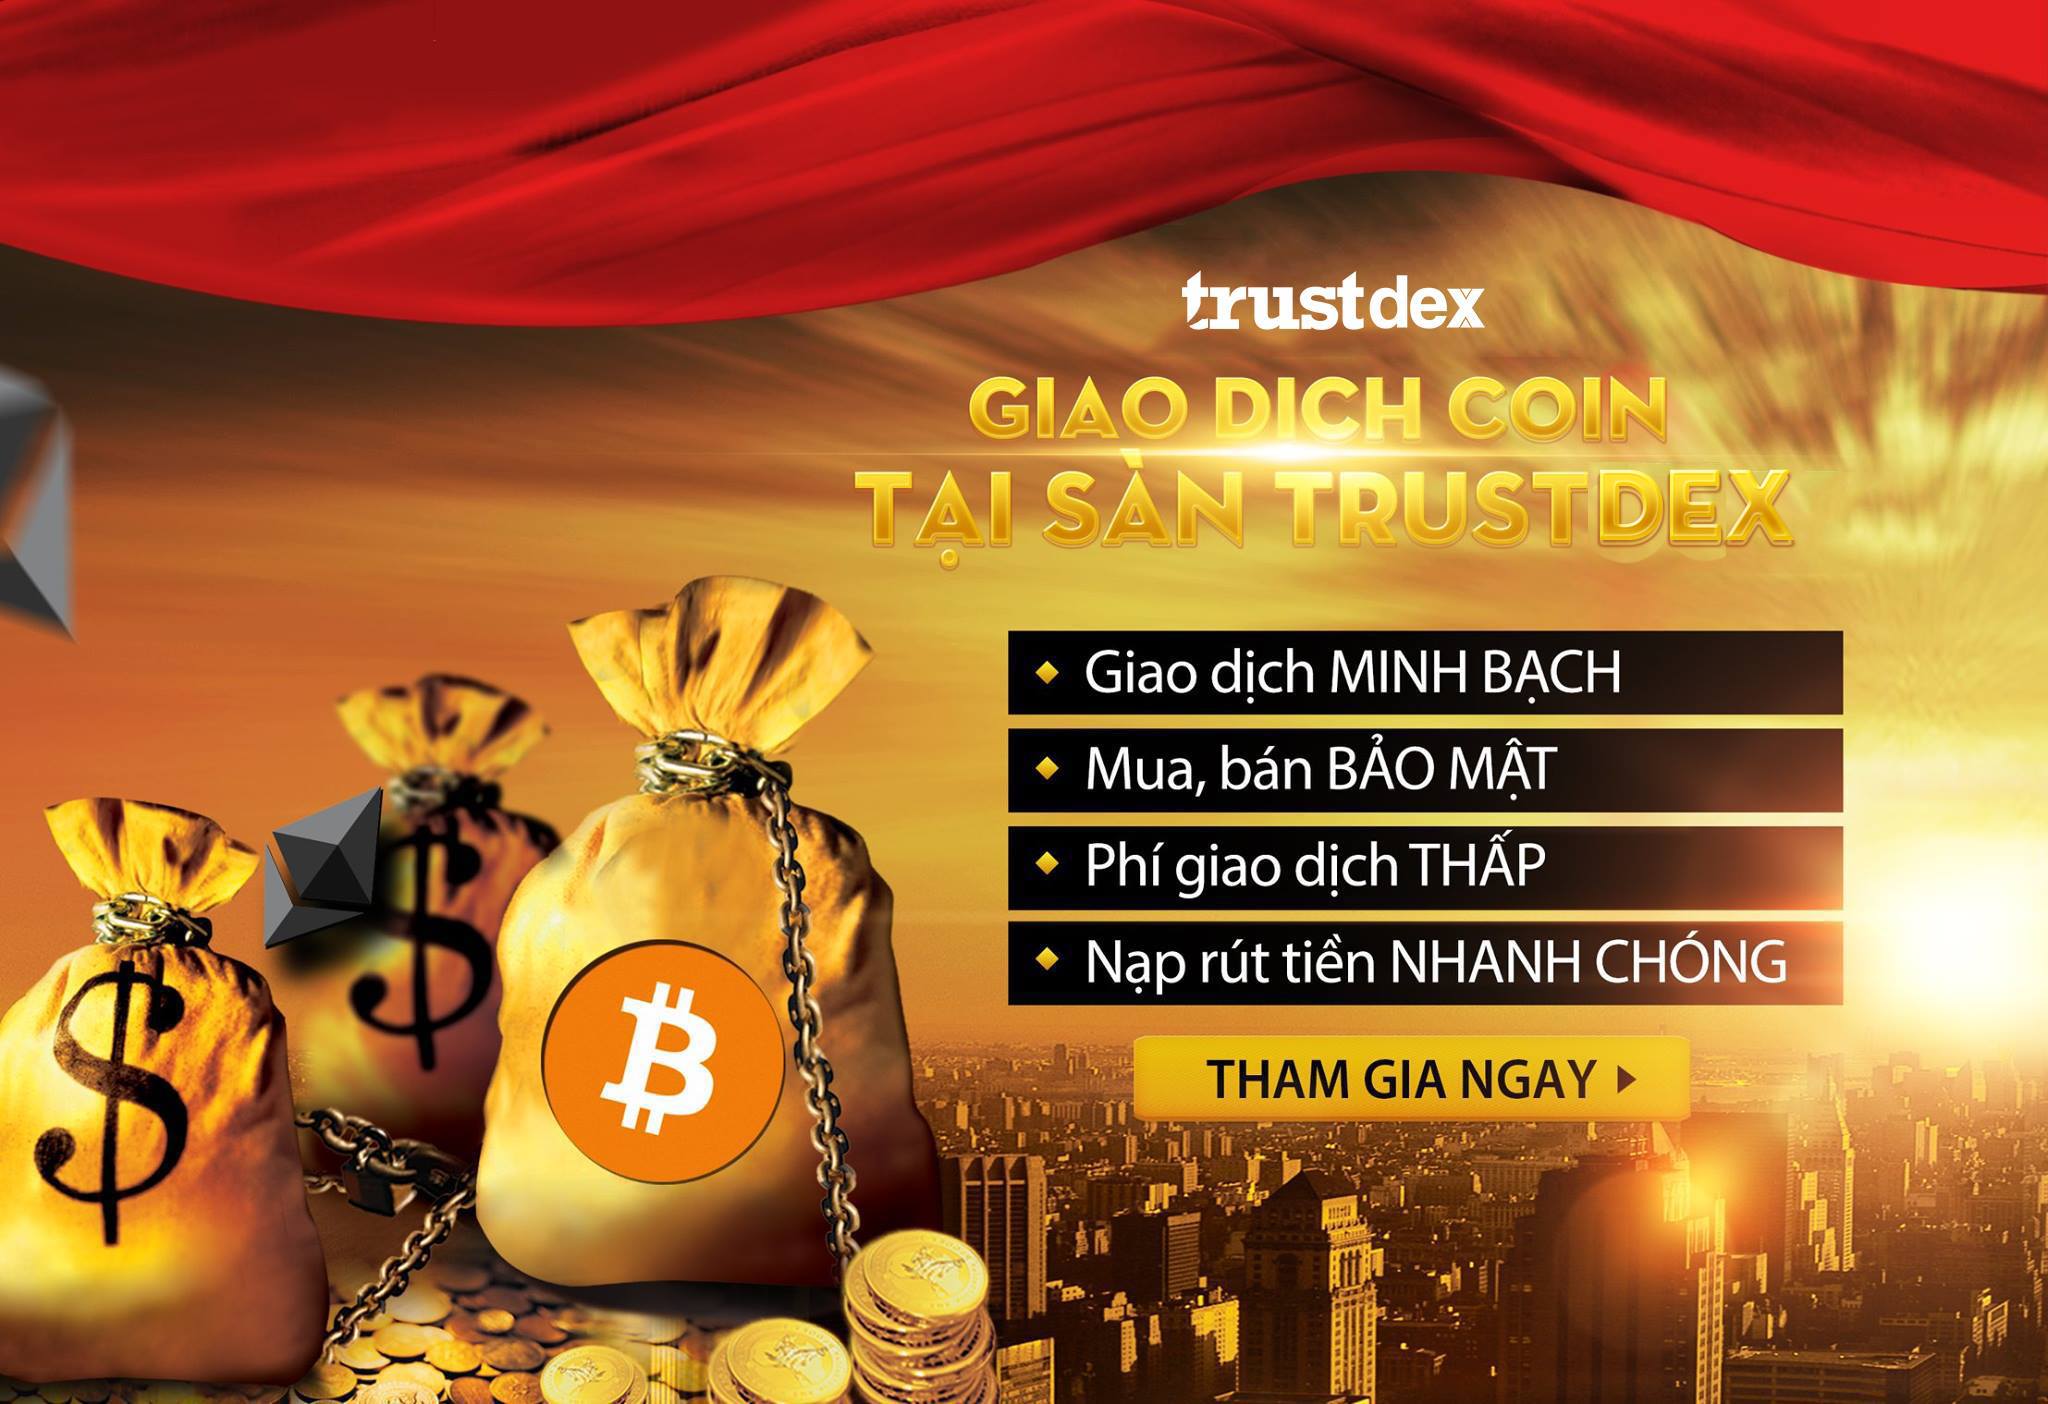 trustdex
GIAO DICH COIN
TẠI SÀN TRUSTDEX
Giao dịch MINH BẠCH
Mua, bán BẢO MẬT
Phí giao dịch THẤP
Nạp rút tiền NHANH CHÓNG
THAM GIA NGAY